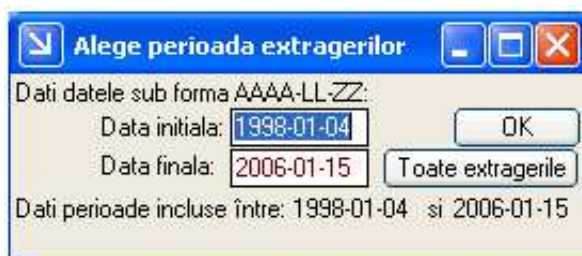 Alege perioada extragerilor
Dati datele sub forma AAAA-LL-ZZ:
Data initiala: 1998-01-04 OK
Data finala: 2006-01-15 Toate extragerile
Dati perioade incluse între: 1998-01-04 si 2006-01-15